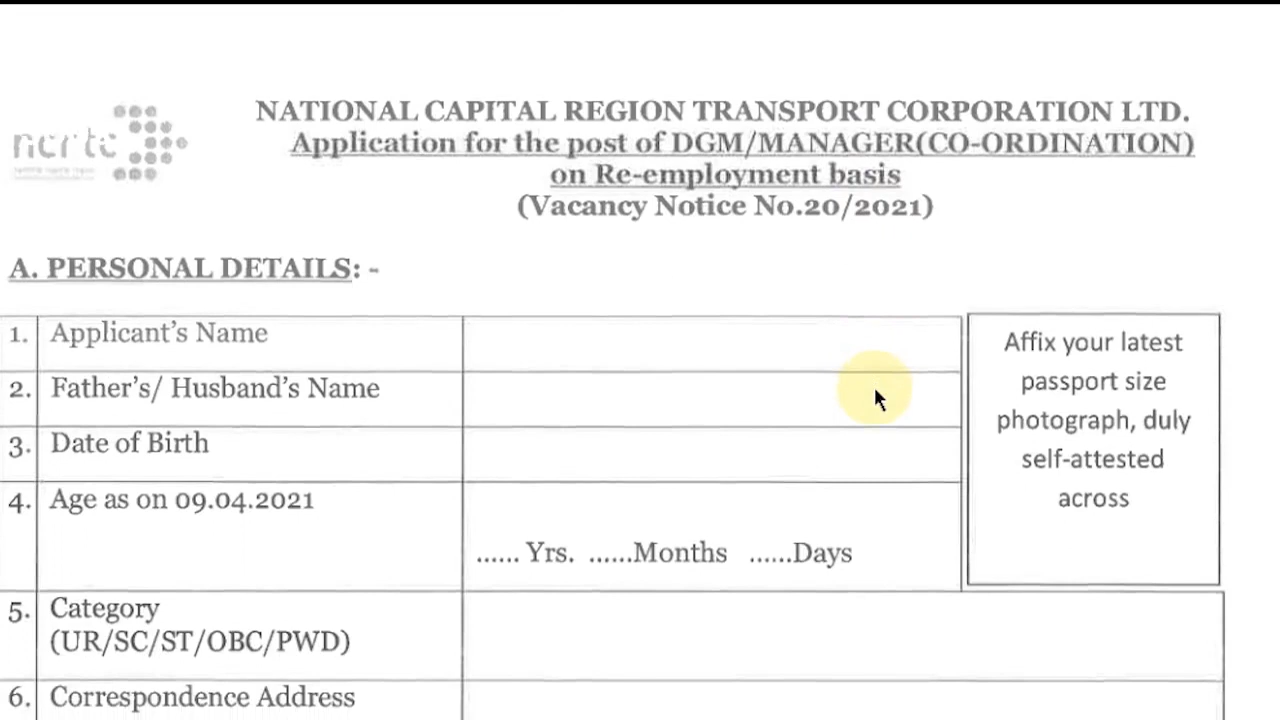 ncrtc
NATIONAL CAPITAL REGION TRANSPORT CORPORATION LTD.
Application for the post of DGM/MANAGER(CO-ORDINATION)
on Re-employment basis
(Vacancy Notice No.20/2021)
A. PERSONAL DETAILS: -
1. Applicant's Name
2. Father's/ Husband's Name
3. Date of Birth
4. Age as on 09.04.2021
...... Yrs. ......Months ......Days
Affix your latest
passport size
photograph, duly
self-attested
across
5. Category
(UR/SC/ST/OBC/PWD)
6. Correspondence Address